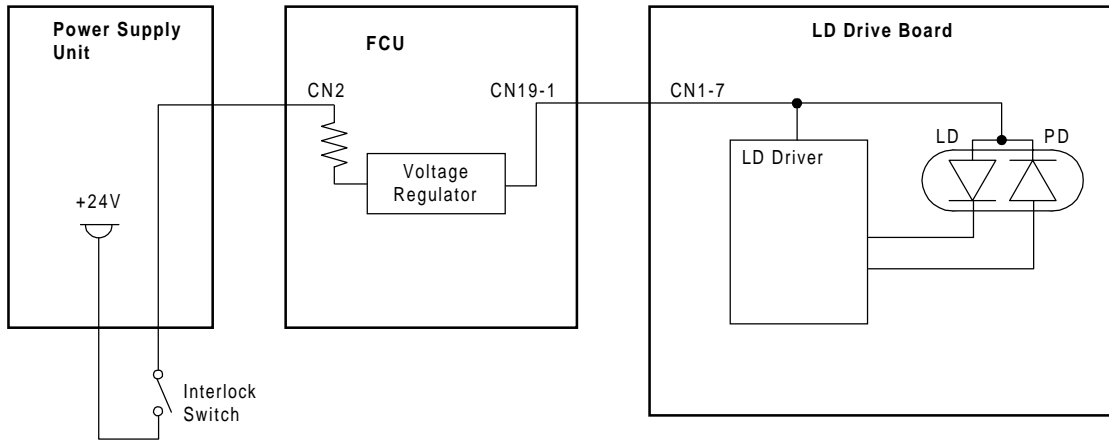 Power Supply
Unit
FCU
LD Drive Board
CN2
CN19-1
CN1-7
LD
PD
LD Driver
Voltage
Regulator
+24V
Interlock
Switch